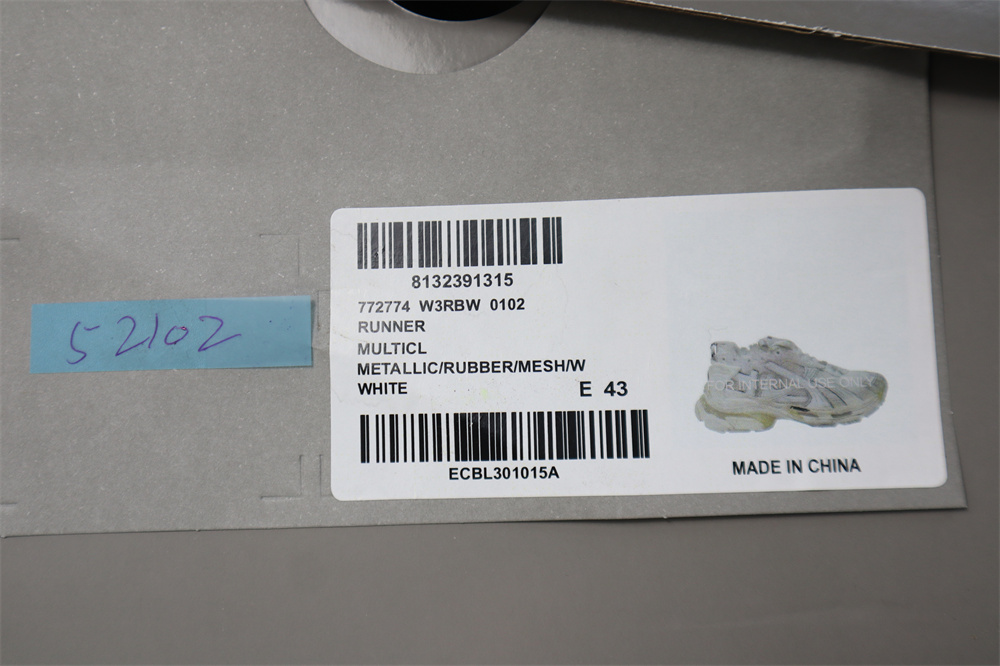 8132391315
772774 W3RBW 0102
RUNNER
MULTICL
METALLIC/RUBBER/MESH/W
WHITE E 43
ECBL301015A
FOR INTERNAL USE ONLY
MADE IN CHINA
52102